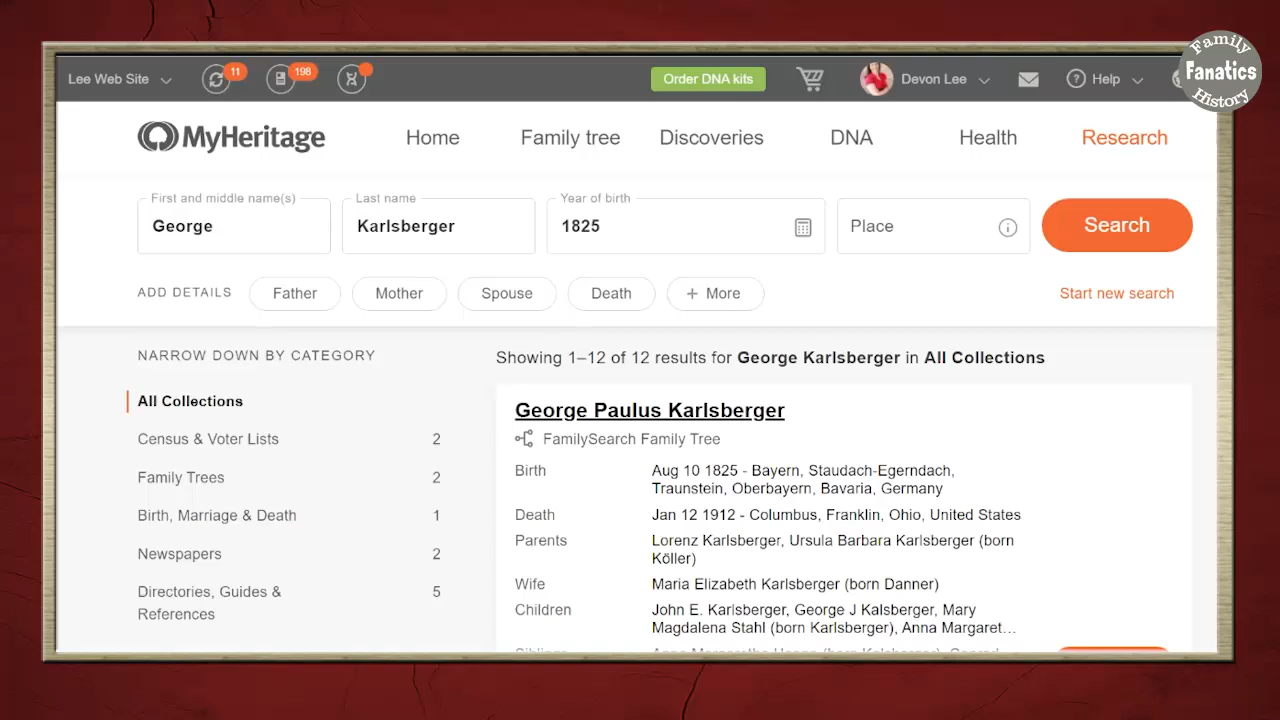 Family
Fanatics
History
Lee Web Site
11
198
Order DNA kits
Devon Lee
Help
MyHeritage
Home
Family tree
Discoveries
DNA
Health
Research
First and middle name(s)
George
Last name
Karlsberger
Year of birth
1825
Place
Search
ADD DETAILS
Father
Mother
Spouse
Death
+ More
Start new search
NARROW DOWN BY CATEGORY
All Collections
Census & Voter Lists 2
Family Trees 2
Birth, Marriage & Death 1
Newspapers 2
Directories, Guides & 5
References
Showing 1–12 of 12 results for George Karlsberger in All Collections
George Paulus Karlsberger
FamilySearch Family Tree
Birth Aug 10 1825 - Bayern, Staudach-Egerndach,
Traunstein, Oberbayern, Bavaria, Germany
Death Jan 12 1912 - Columbus, Franklin, Ohio, United States
Parents Lorenz Karlsberger, Ursula Barbara Karlsberger (born
Köller)
Wife Maria Elizabeth Karlsberger (born Danner)
Children John E. Karlsberger, George J Kalsberger, Mary
Magdalena Stahl (born Karlsberger), Anna Margaret…